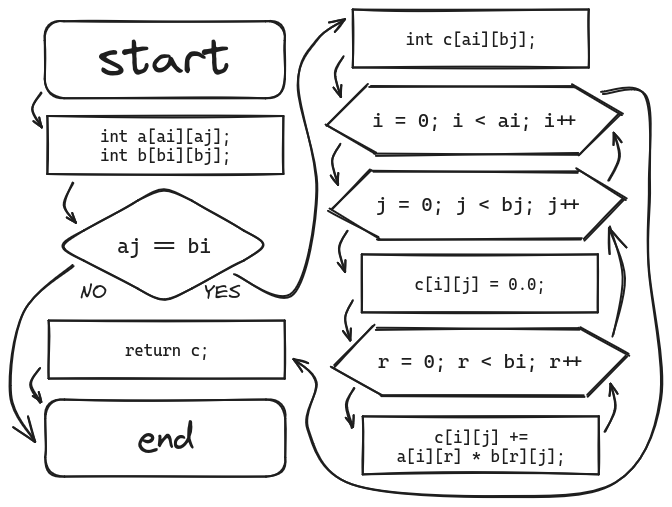 start
int a[ai][aj];
int b[bi][bj];
aj == bi
NO
YES
return c;
end
int c[ai][bj];
i = 0; i < ai; i++
j = 0; j < bj; j++
c[i][j] = 0.0;
r = 0; r < bi; r++
c[i][j] +=
a[i][r] * b[r][j];